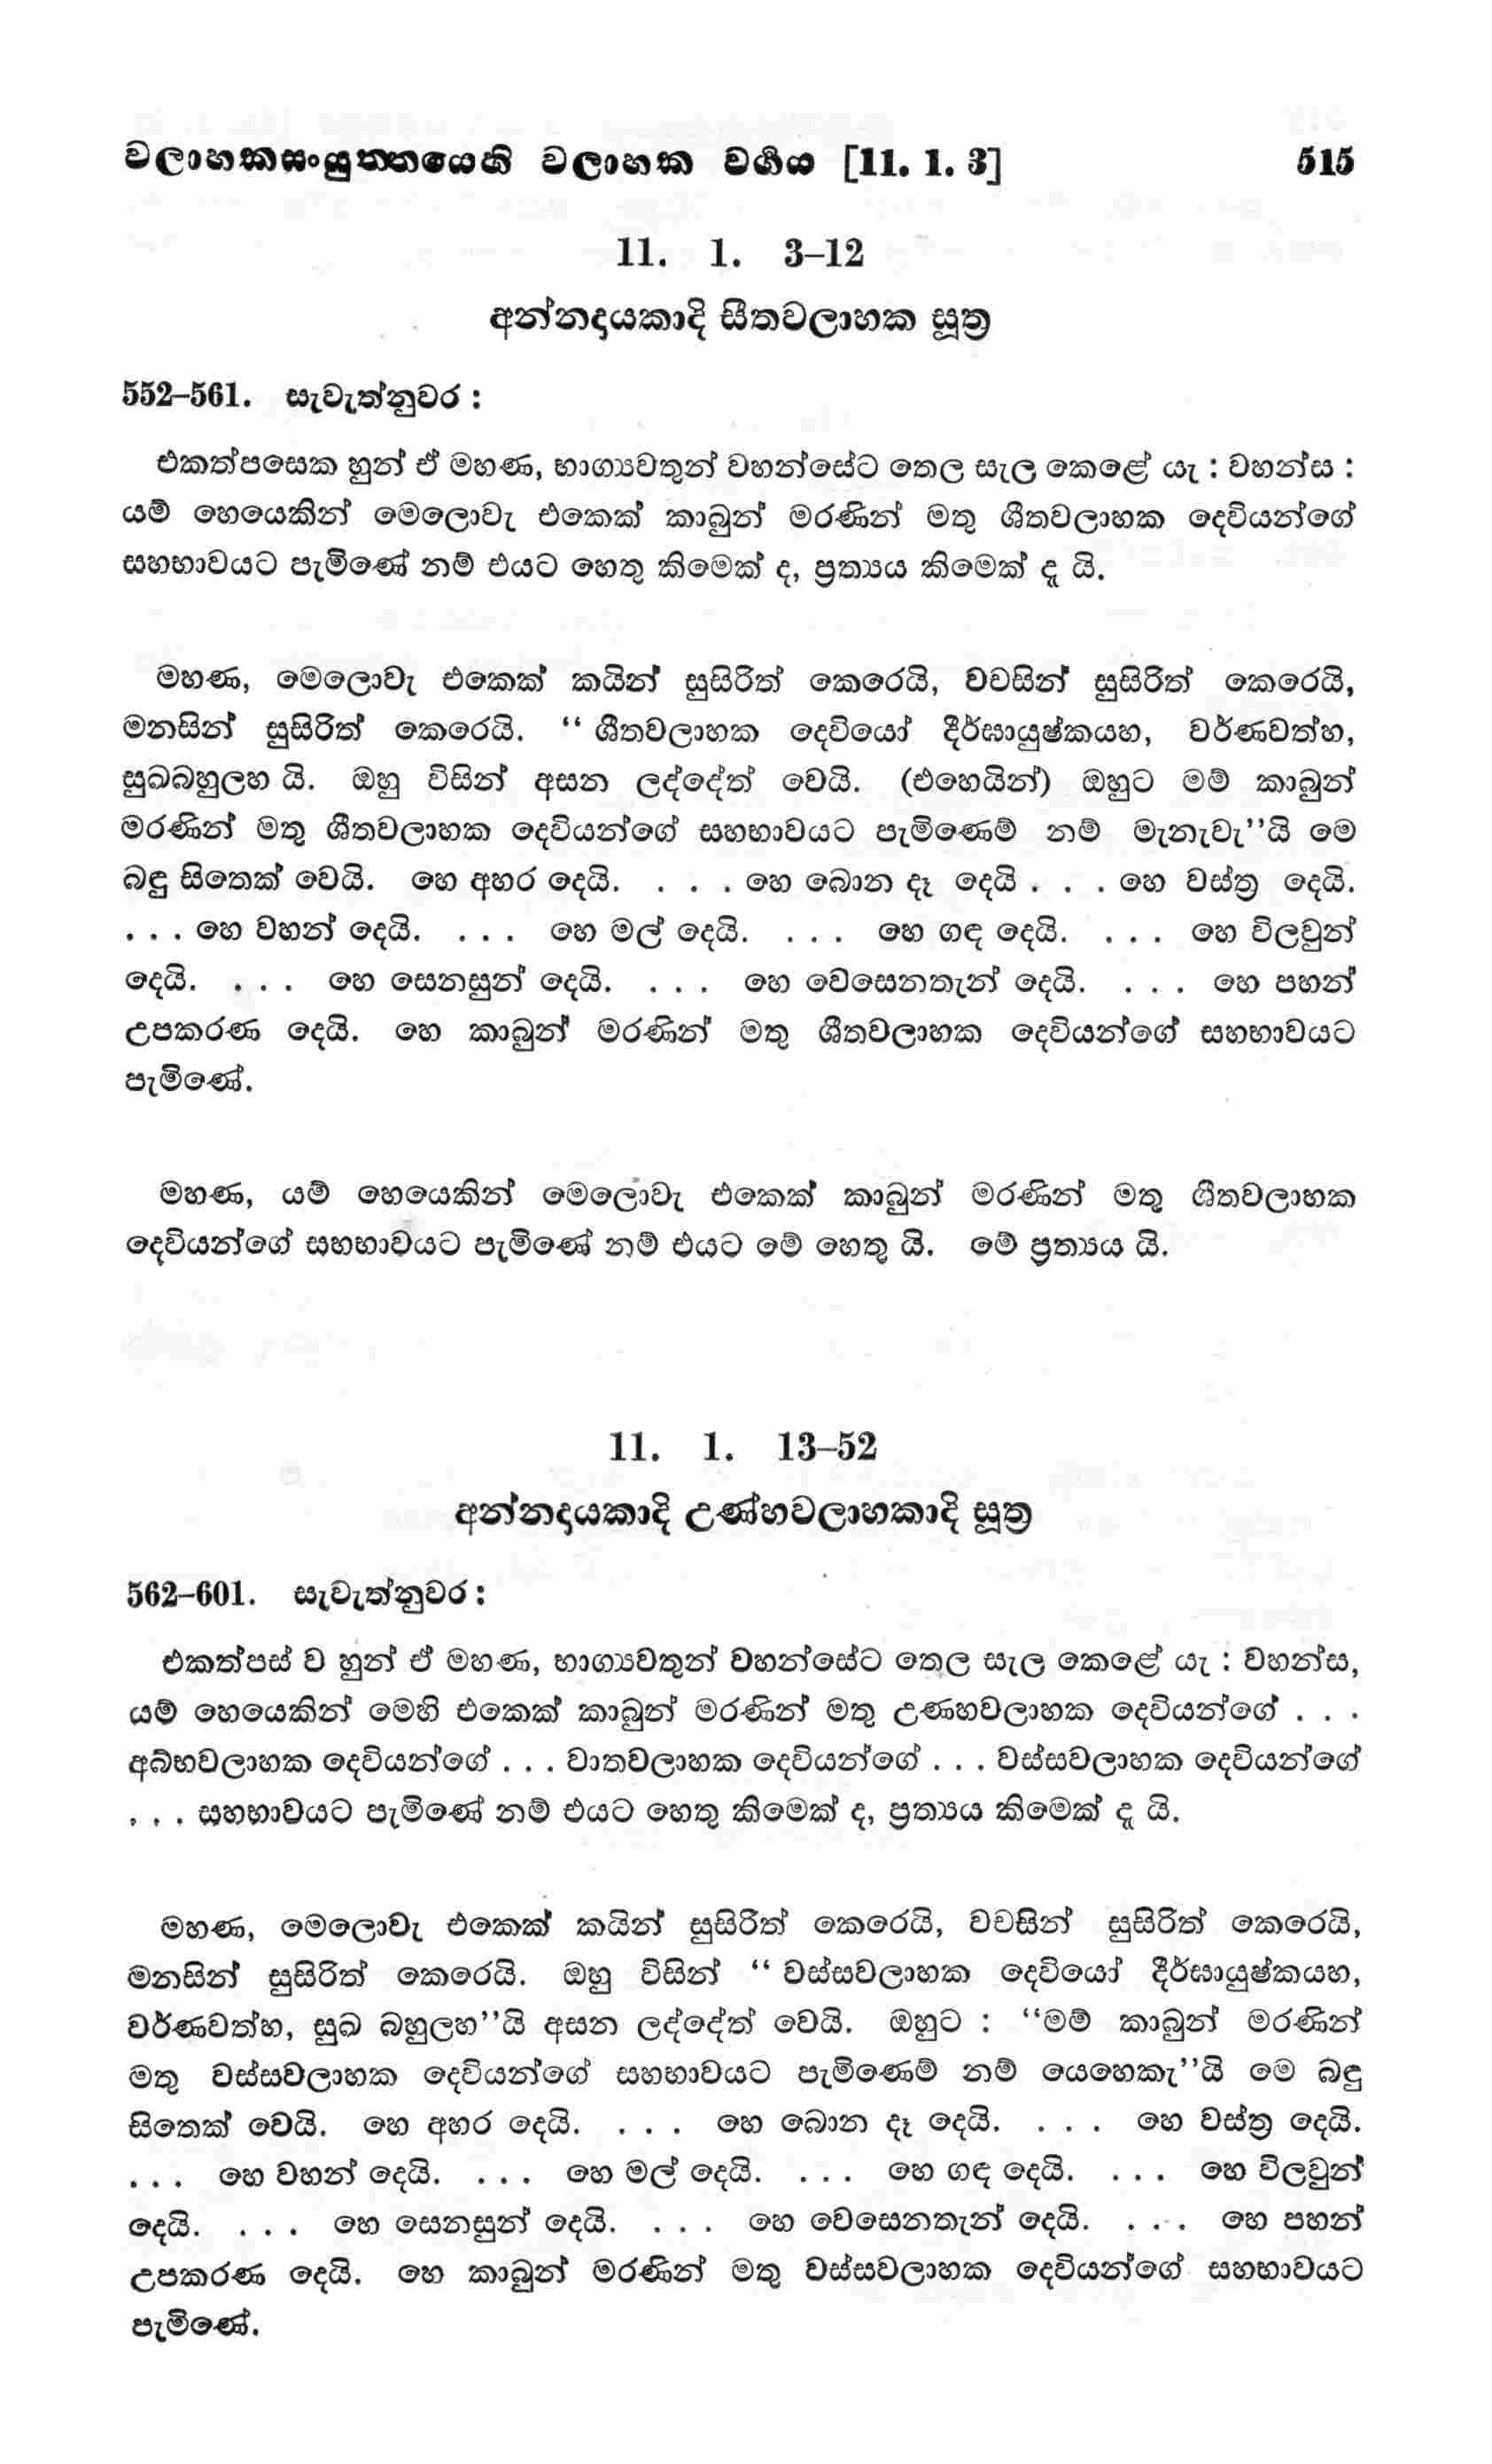 වලාහකසංයුත්තයෙහි වලාහක වර්‍ගය [11. 1. 3] 515
11. 1. 3–12
අන්නදායකාදි සීතවලාහක සූත්‍ර
552–561. සැවැත්නුවර :
එකත්පසෙක හුන් ඒ මහණ, භාග්‍යවතුන් වහන්සේට තෙල සැල කෙළේ යැ : වහන්ස :
යම් හෙයෙකින් මෙලොවැ එකෙක් කාබුන් මරණින් මතු ශීතවලාහක දෙවියන්ගේ
සහභාවයට පැමිණේ නම් එයට හෙතු කිමෙක් ද, ප්‍රත්‍යය කිමෙක් දැ යි.
මහණ, මෙලොවැ එකෙක් කයින් සුසිරිත් කෙරෙයි, වචසින් සුසිරිත් කෙරෙයි,
මනසින් සුසිරිත් කෙරෙයි. “ ශීතවලාහක දෙවියෝ දීර්ඝායුෂ්කයහ, වර්ණවත්හ,
සුඛබහුලහ යි. ඔහු විසින් අසන ලද්දේත් වෙයි. (එහෙයින්) ඔහුට මම් කාබුන්
මරණින් මතු ශීතවලාහක දෙවියන්ගේ සහභාවයට පැමිණෙම් නම් මැනැවැ’’යි මෙ
බඳු සිතෙක් වෙයි. හෙ අහර දෙයි. . . . හෙ බොන දෑ දෙයි . . . හෙ වස්ත්‍ර දෙයි.
. . . හෙ වහන් දෙයි. . . . හෙ මල් දෙයි. . . . හෙ ගඳ දෙයි. . . . හෙ විලවුන්
දෙයි. . . . හෙ සෙනසුන් දෙයි. . . . හෙ වෙසෙනතැන් දෙයි. . . . හෙ පහන්
උපකරණ දෙයි. හෙ කාබුන් මරණින් මතු ශීතවලාහක දෙවියන්ගේ සහභාවයට
පැමිණේ.
මහණ, යම් හෙයෙකින් මෙලොවැ එකෙක් කාබුන් මරණින් මතු ශීතවලාහක
දෙවියන්ගේ සහභාවයට පැමිණේ නම් එයට මේ හෙතු යි. මේ ප්‍රත්‍යය යි.
11. 1. 13–52
අන්නදායකාදි උණ්හවලාහකාදි සූත්‍ර
562–601. සැවැත්නුවර :
එකත්පස් ව හුන් ඒ මහණ, භාග්‍යවතුන් වහන්සේට තෙල සැල කෙළේ යැ : වහන්ස,
යම් හෙයෙකින් මෙහි එකෙක් කාබුන් මරණින් මතු උණහවලාහක දෙවියන්ගේ . . .
අබ්භවලාහක දෙවියන්ගේ . . . වාතවලාහක දෙවියන්ගේ . . . වස්සවලාහක දෙවියන්ගේ
. . . සහභාවයට පැමිණේ නම් එයට හෙතු කිමෙක් ද, ප්‍රත්‍යය කිමෙක් දැ යි.
මහණ, මෙලොවැ එකෙක් කයින් සුසිරිත් කෙරෙයි, වචසින් සුසිරිත් කෙරෙයි,
මනසින් සුසිරිත් කෙරෙයි. ඔහු විසින් “ වස්සවලාහක දෙවියෝ දීර්ඝායුෂ්කයහ,
වර්ණවත්හ, සුඛ බහුලහ’’යි අසන ලද්දේත් වෙයි. ඔහුට : “මම් කාබුන් මරණින්
මතු වස්සවලාහක දෙවියන්ගේ සහභාවයට පැමිණෙම් නම් යෙහෙකැ’’යි මෙ බඳු
සිතෙක් වෙයි. හෙ අහර දෙයි. . . . හෙ බොන දෑ දෙයි. . . . හෙ වස්ත්‍ර දෙයි.
. . . හෙ වහන් දෙයි. . . . හෙ මල් දෙයි. . . . හෙ ගඳ දෙයි. . . . හෙ විලවුන්
දෙයි. . . . හෙ සෙනසුන් දෙයි. . . . හෙ වෙසෙනතැන් දෙයි. . . . හෙ පහන්
උපකරණ දෙයි. හෙ කාබුන් මරණින් මතු වස්සවලාහක දෙවියන්ගේ සහභාවයට
පැමිණේ.